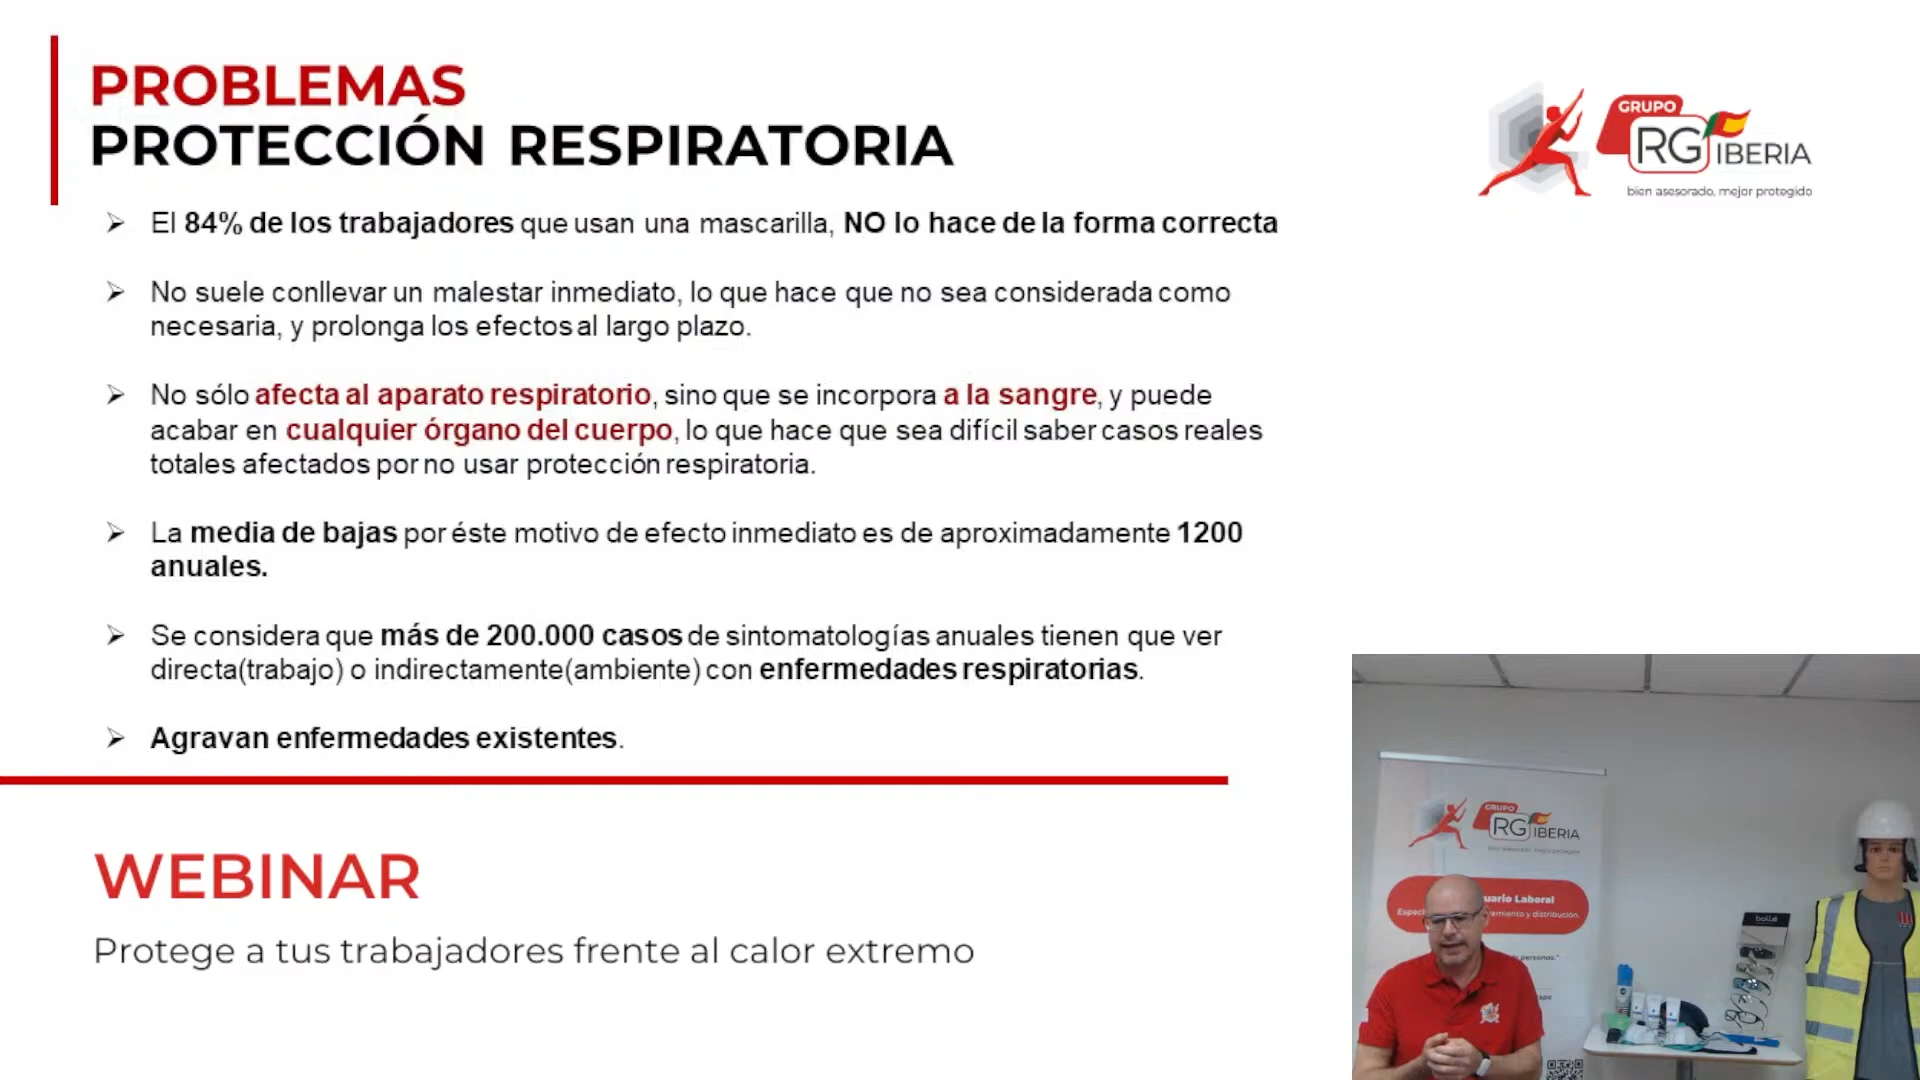 PROBLEMAS
PROTECCIÓN RESPIRATORIA
GRUPO
RG IBERIA
bien asesorado, mejor protegido
El 84% de los trabajadores que usan una mascarilla, NO lo hace de la forma correcta
No suele conllevar un malestar inmediato, lo que hace que no sea considerada como
necesaria, y prolonga los efectos al largo plazo.
No sólo afecta al aparato respiratorio, sino que se incorpora a la sangre, y puede
acabar en cualquier órgano del cuerpo, lo que hace que sea difícil saber casos reales
totales afectados por no usar protección respiratoria.
La media de bajas por éste motivo de efecto inmediato es de aproximadamente 1200
anuales.
Se considera que más de 200.000 casos de sintomatologías anuales tienen que ver
directa(trabajo) o indirectamente(ambiente) con enfermedades respiratorias.
Agravan enfermedades existentes.
WEBINAR
Protege a tus trabajadores frente al calor extremo
GRUPO
RG IBERIA
uario Laboral
Espec
ramiento y distribución.
personas."
bollé